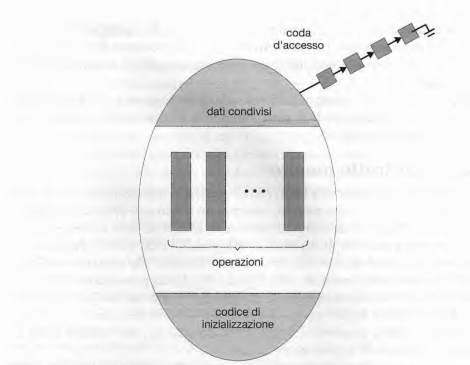 coda
d'accesso
dati condivisi
operazioni
codice di
inizializzazione